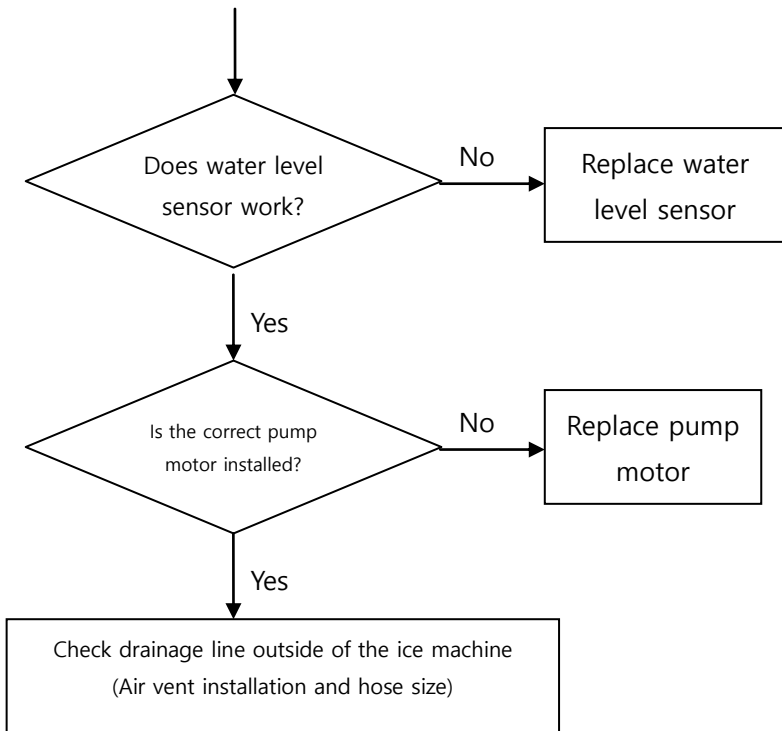 Does water level
sensor work?
No
Replace water
level sensor
Yes
Is the correct pump
motor installed?
No
Replace pump
motor
Yes
Check drainage line outside of the ice machine
(Air vent installation and hose size)